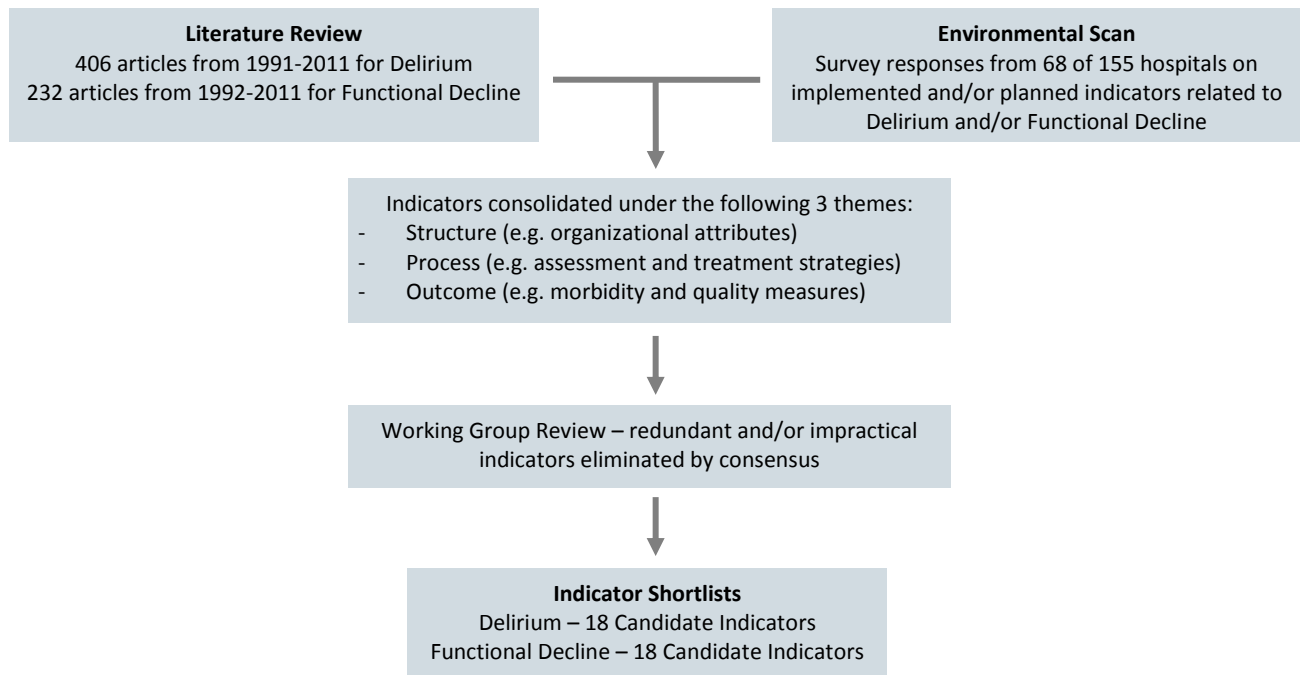 Literature Review
406 articles from 1991-2011 for Delirium
232 articles from 1992-2011 for Functional Decline
Environmental Scan
Survey responses from 68 of 155 hospitals on
implemented and/or planned indicators related to
Delirium and/or Functional Decline
Indicators consolidated under the following 3 themes:
- Structure (e.g. organizational attributes)
- Process (e.g. assessment and treatment strategies)
- Outcome (e.g. morbidity and quality measures)
Working Group Review – redundant and/or impractical
indicators eliminated by consensus
Indicator Shortlists
Delirium – 18 Candidate Indicators
Functional Decline – 18 Candidate Indicators